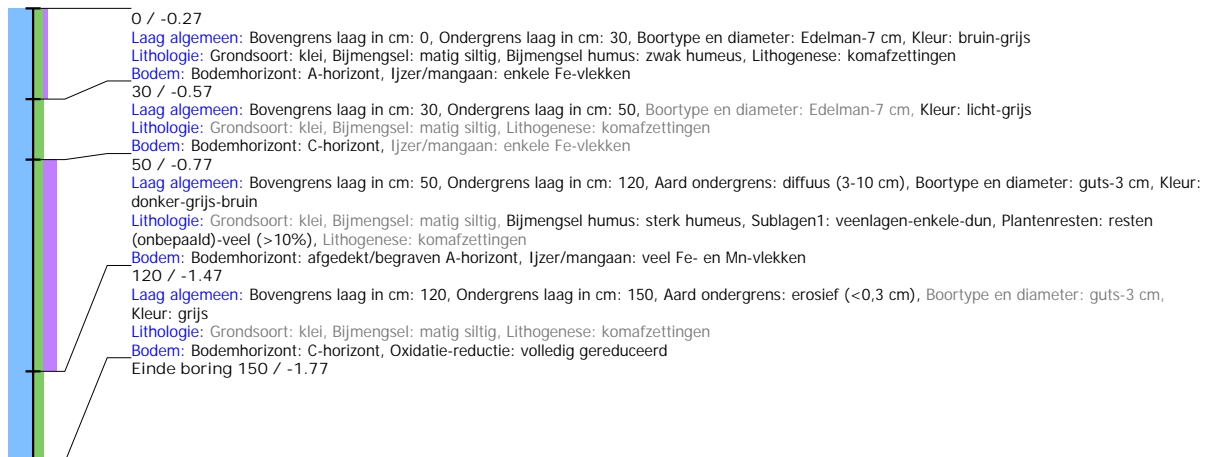 0 / -0.27
Laag algemeen: Bovengrens laag in cm: 0, Ondergrens laag in cm: 30, Boortype en diameter: Edelman-7 cm, Kleur: bruin-grijs
Lithologie: Grondsoort: klei, Bijmengsel: matig siltig, Bijmengsel humus: zwak humeus, Lithogenese: komafzettingen
Bodem: Bodemhorizont: A-horizont, Ijzer/mangaan: enkele Fe-vlekken
30 / -0.57
Laag algemeen: Bovengrens laag in cm: 30, Ondergrens laag in cm: 50, Boortype en diameter: Edelman-7 cm, Kleur: licht-grijs
Lithologie: Grondsoort: klei, Bijmengsel: matig siltig, Lithogenese: komafzettingen
Bodem: Bodemhorizont: C-horizont, Ijzer/mangaan: enkele Fe-vlekken
50 / -0.77
Laag algemeen: Bovengrens laag in cm: 50, Ondergrens laag in cm: 120, Aard ondergrens: diffuus (3-10 cm), Boortype en diameter: guts-3 cm, Kleur:
donker-grijs-bruin
Lithologie: Grondsoort: klei, Bijmengsel: matig siltig, Bijmengsel humus: sterk humeus, Sublagen1: veenlagen-enkele-dun, Plantenresten: resten
(onbepaald)-veel (>10%), Lithogenese: komafzettingen
Bodem: Bodemhorizont: afgedekt/begraven A-horizont, Ijzer/mangaan: veel Fe- en Mn-vlekken
120 / -1.47
Laag algemeen: Bovengrens laag in cm: 120, Ondergrens laag in cm: 150, Aard ondergrens: erosief (<0,3 cm), Boortype en diameter: guts-3 cm,
Kleur: grijs
Lithologie: Grondsoort: klei, Bijmengsel: matig siltig, Lithogenese: komafzettingen
Bodem: Bodemhorizont: C-horizont, Oxidatie-reductie: volledig gereduceerd
Einde boring 150 / -1.77